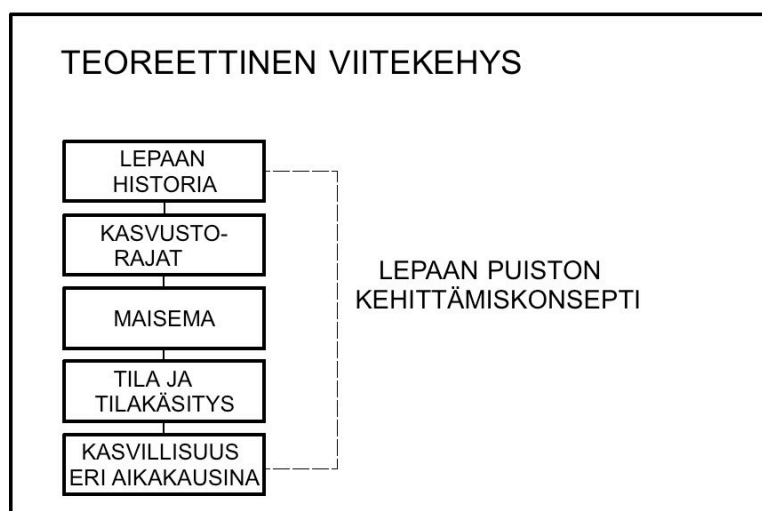 TEOREETTINEN VIITEKEHYS
LEPAAN
HISTORIA
KASVUSTO-
RAJAT
MAISEMA
TILA JA
TILAKÄSITYS
KASVILLISUUS
ERI AIKAKAUSINA
LEPAAN PUISTON
KEHITTÄMISKONSEPTI